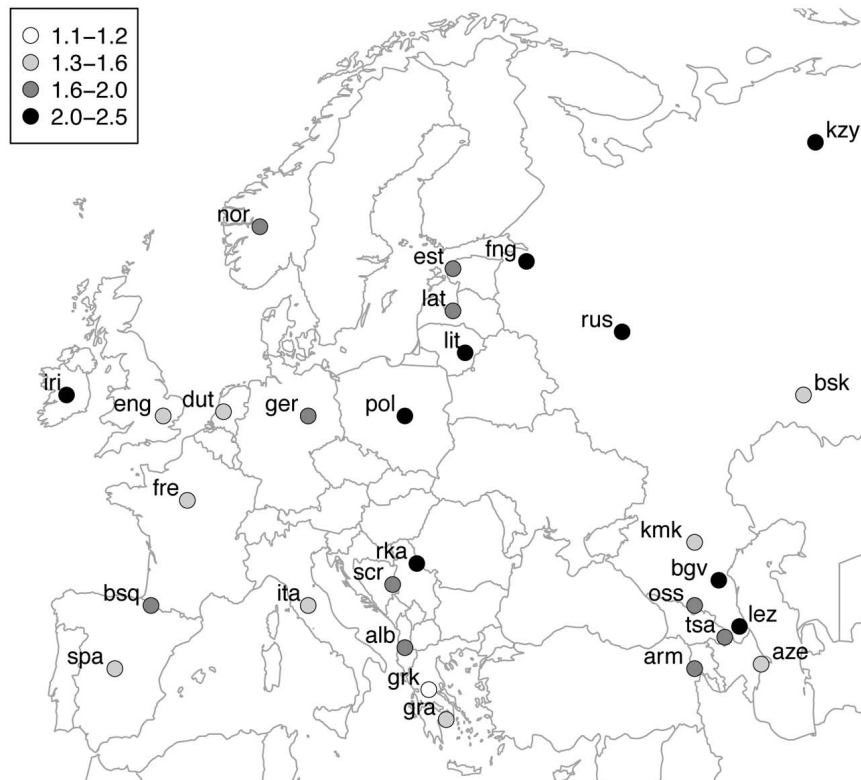 1.1–1.2
1.3–1.6
1.6–2.0
2.0–2.5
kzy
nor
est
fng
lat
rus
lit
iri
eng
dut
ger
pol
bsk
fre
kmk
rka
scr
bgv
bsq
ita
oss
lez
tsa
alb
spa
arm
aze
grk
gra